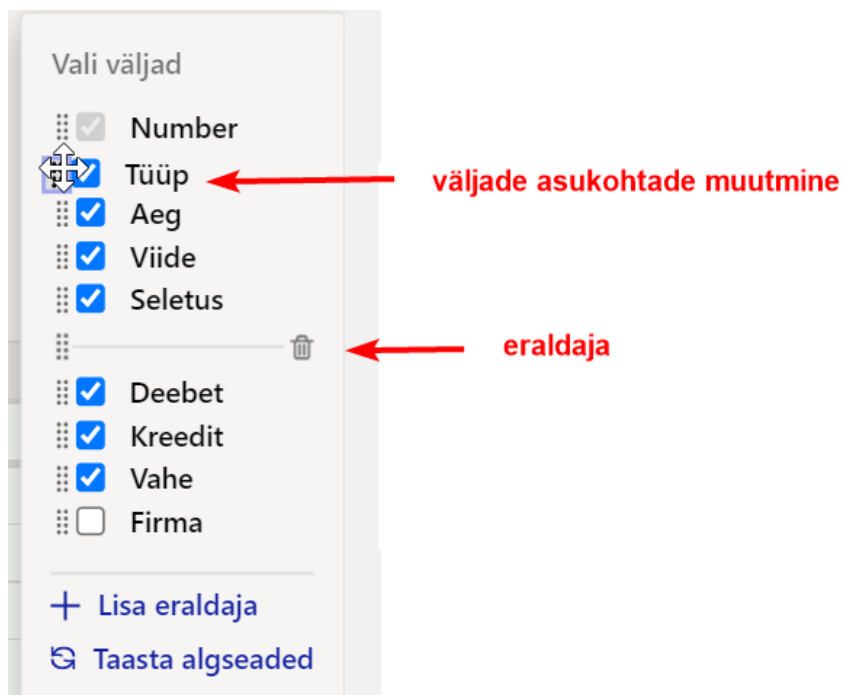 Vali väljad
Number
Tüüp
väljade asukohtade muutmine
Aeg
Viide
Seletus
eraldaja
Deebet
Kreedit
Vahe
Firma
Lisa eraldaja
Taasta algseaded